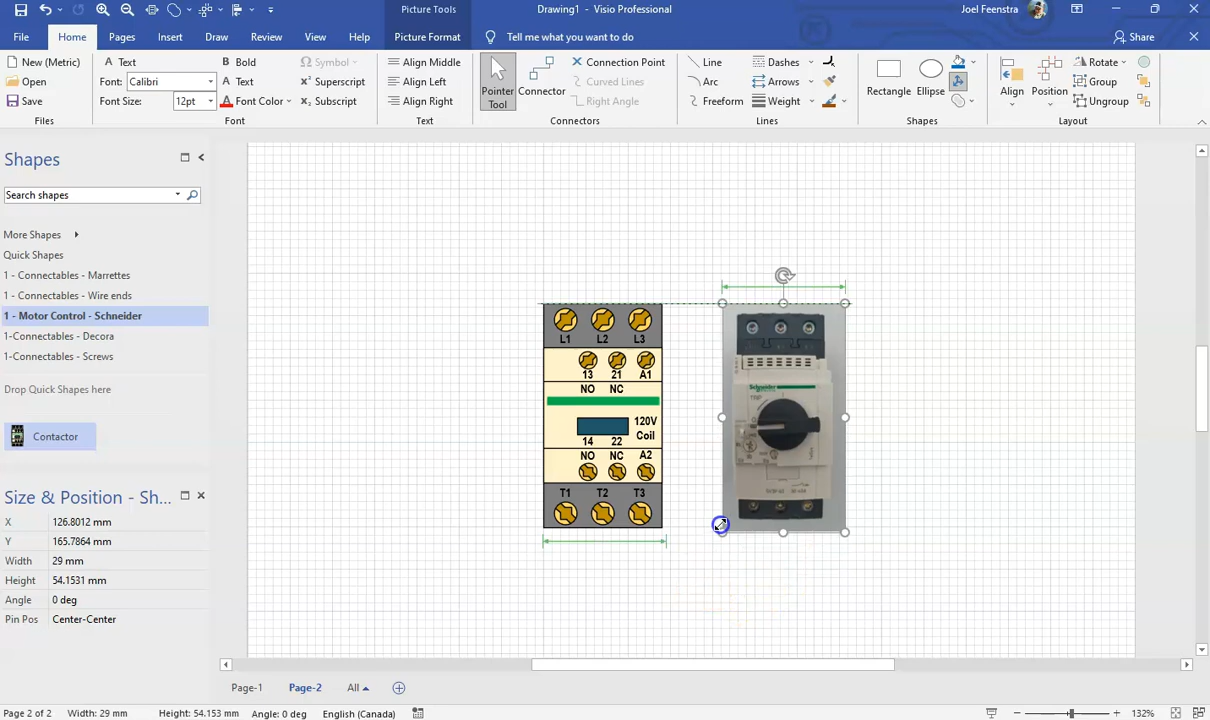 Drawing1 - Visio Professional
Picture Tools
Joel Feenstra
File
Home
Pages
Insert
Draw
Review
View
Help
Picture Format
Tell me what you want to do
Share
New (Metric)
Open
Save
Files
Text
Font: Calibri
Font Size: 12pt
Bold
Text
Font Color
Symbol
Superscript
Subscript
Font
Align Middle
Align Left
Align Right
Text
Pointer Tool
Connector
Connection Point
Curved Lines
Right Angle
Connectors
Line
Arc
Freeform
Dashes
Arrows
Weight
Lines
Rectangle
Ellipse
Shapes
Align
Position
Rotate
Group
Ungroup
Layout
Shapes
Search shapes
More Shapes
Quick Shapes
1 - Connectables - Marrettes
1 - Connectables - Wire ends
1 - Motor Control - Schneider
1-Connectables - Decora
1-Connectables - Screws
Drop Quick Shapes here
Contactor
Size & Position - Sh...
X 126.8012 mm
Y 165.7864 mm
Width 29 mm
Height 54.1531 mm
Angle 0 deg
Pin Pos Center-Center
L1 L2 L3
13 21 A1
NO NC
120V
Coil
14 22
NO NC A2
T1 T2 T3
Schneider
Page-1
Page-2
All
Page 2 of 2
Width: 29 mm
Height: 54.153 mm
Angle: 0 deg
English (Canada)
132%